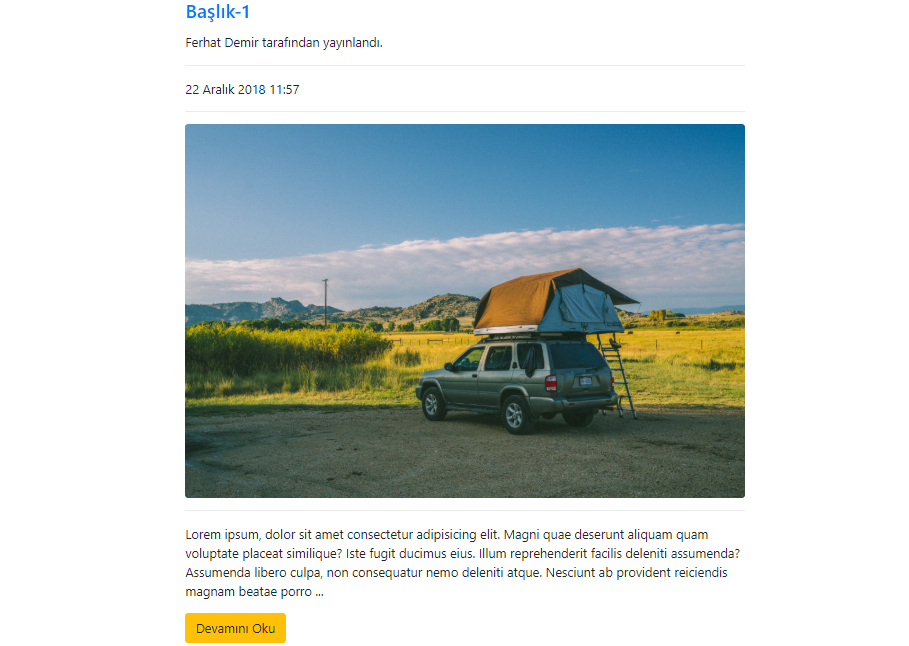 Başlık-1
Ferhat Demir tarafından yayınlandı.
22 Aralık 2018 11:57
Lorem ipsum, dolor sit amet consectetur adipisicing elit. Magni quae deserunt aliquam quam
voluptate placeat similique? Iste fugit ducimus eius. Illum reprehenderit facilis deleniti assumenda?
Assumenda libero culpa, non consequatur nemo deleniti atque. Nesciunt ab provident reiciendis
magnam beatae porro ...
Devamını Oku